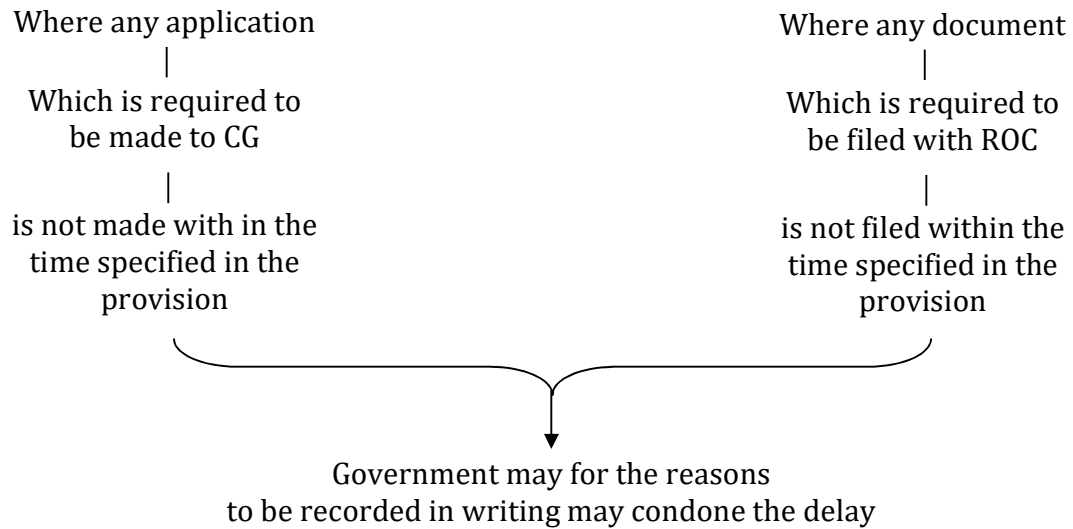 Where any application
|
Which is required to
be made to CG
|
is not made with in the
time specified in the
provision
Where any document
|
Which is required to
be filed with ROC
|
is not filed within the
time specified in the
provision
Government may for the reasons
to be recorded in writing may condone the delay